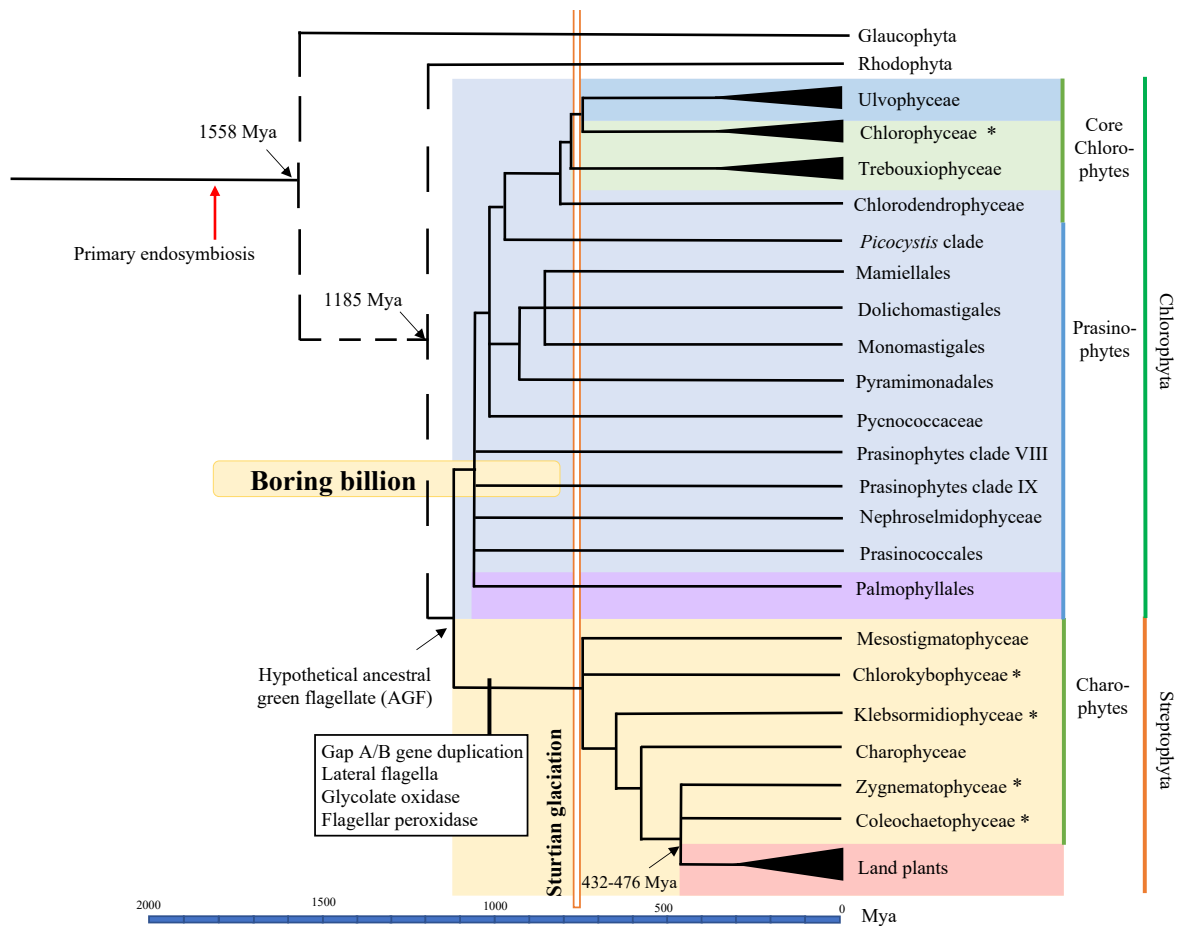 Glaucophyta
Rhodophyta
Ulvophyceae
Chlorophyceae *
Trebouxiophyceae
Chlorodendrophyceae
Picocystis clade
Mamiellales
Dolichomastigales
Monomastigales
Pyramimonadales
Pycnococcaceae
Prasinophytes clade VIII
Prasinophytes clade IX
Nephroselmidophyceae
Prasinococcales
Palmophyllales
Mesostigmatophyceae
Chlorokybophyceae *
Klebsormidiophyceae *
Charophyceae
Zygnematophyceae *
Coleochaetophyceae *
Land plants
Core
Chloro-
phytes
Prasino-
phytes
Charo-
phytes
Chlorophyta
Streptophyta
1558 Mya
Primary endosymbiosis
1185 Mya
Boring billion
Hypothetical ancestral
green flagellate (AGF)
Gap A/B gene duplication
Lateral flagella
Glycolate oxidase
Flagellar peroxidase
Sturtian glaciation
432-476 Mya
2000 1500 1000 500 0 Mya